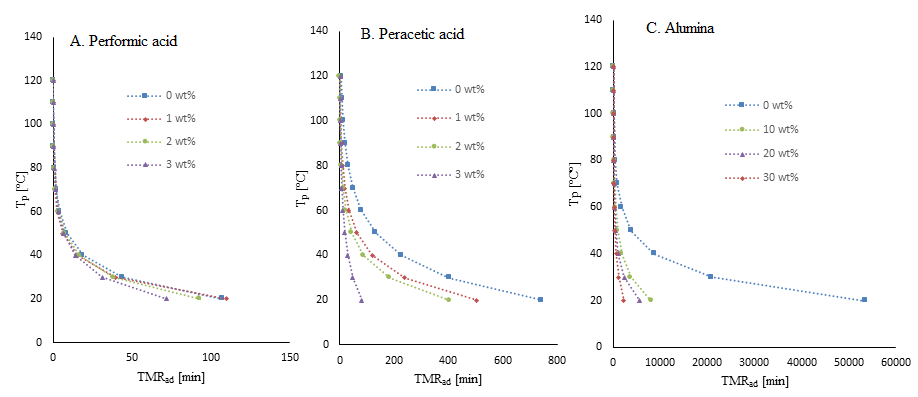 A. Performic acid
140
120
100
80
60
40
20
0
Tp [ºC]
0 wt%
1 wt%
2 wt%
3 wt%
0 50 100 150
TMRad [min]
B. Peracetic acid
140
120
100
80
60
40
20
0
Tp [ºC]
0 wt%
1 wt%
2 wt%
3 wt%
0 200 400 600 800
TMRad [min]
C. Alumina
140
120
100
80
60
40
20
0
Tp [°C°]
0 wt%
10 wt%
20 wt%
30 wt%
0 10000 20000 30000 40000 50000 60000
TMRad [min]